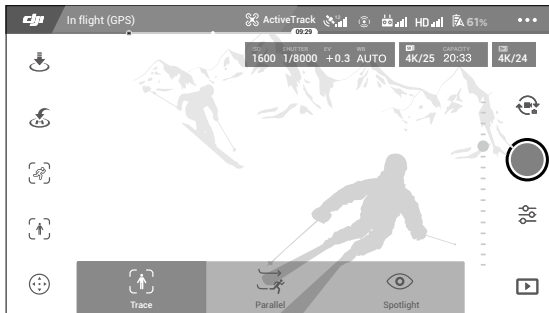 dji In flight (GPS) ActiveTrack HD 61%
09:29
ISO SHUTTER EV WB CAPACITY
1600 1/8000 +0.3 AUTO 4K/25 20:33 4K/24
Trace Parallel Spotlight